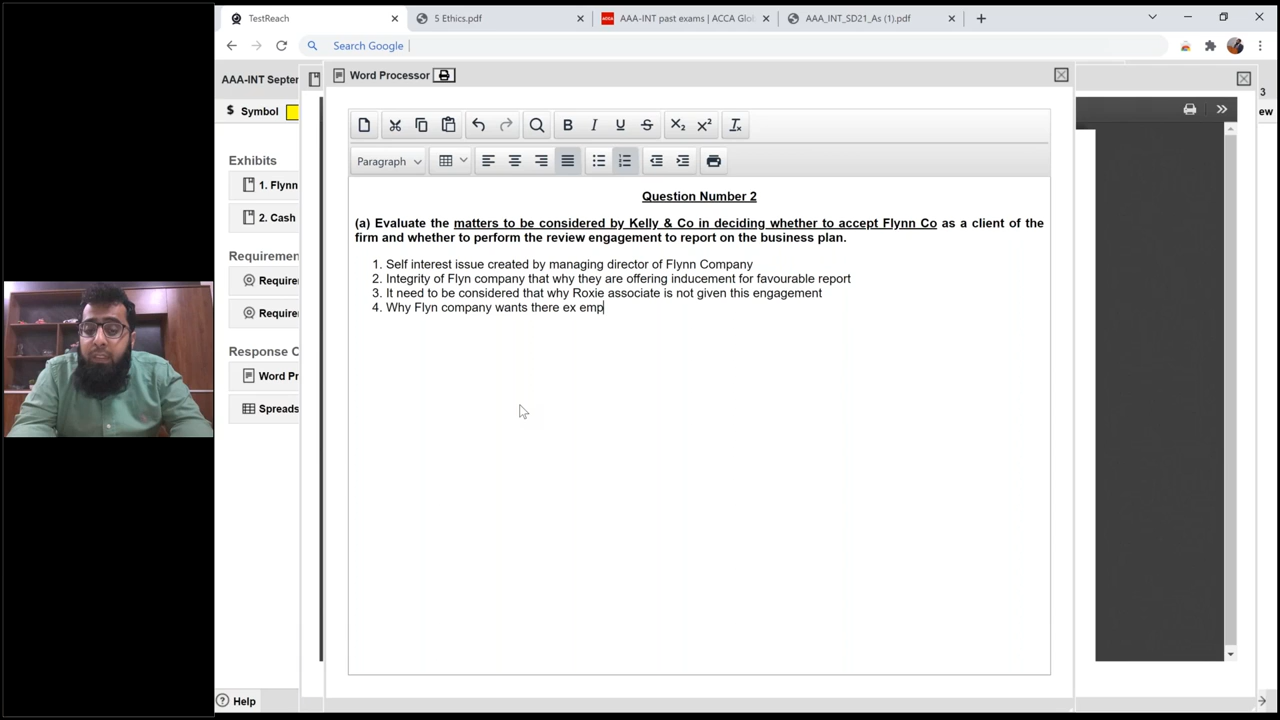 TestReach
5 Ethics.pdf
AAA-INT past exams | ACCA Glo
AAA_INT_SD21_As (1).pdf
Search Google
AAA-INT Septem
Word Processor
3
$ Symbol
ew
Paragraph
Exhibits
1. Flynn
2. Cash
Requirem
Require
Require
Response O
Word Pr
Spreads
Question Number 2
(a) Evaluate the matters to be considered by Kelly & Co in deciding whether to accept Flynn Co as a client of the
firm and whether to perform the review engagement to report on the business plan.
1. Self interest issue created by managing director of Flynn Company
2. Integrity of Flyn company that why they are offering inducement for favourable report
3. It need to be considered that why Roxie associate is not given this engagement
4. Why Flyn company wants there ex emp
Help